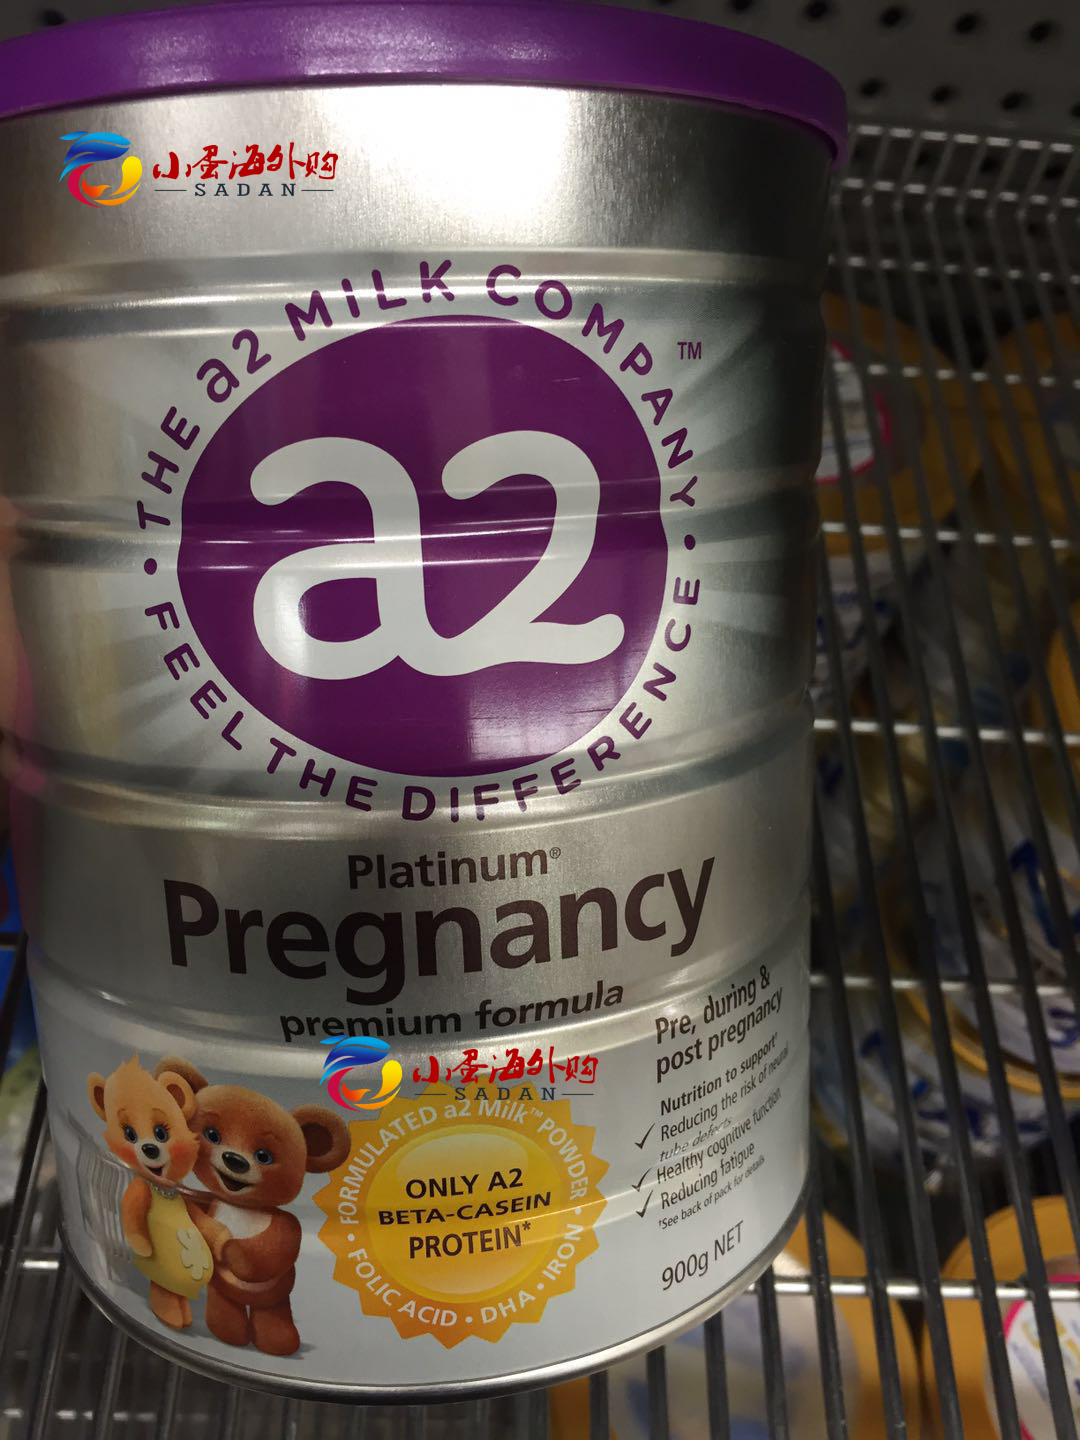 小蛋海外购
SADAN
THE a2 MILK COMPANY ™
a2
FEEL THE DIFFERENCE
Platinum®
Pregnancy
premium formula
Pre, during &
post pregnancy
Nutrition to support†
✓ Reducing the risk of neural
tube defects
✓ Healthy cognitive function
✓ Reducing fatigue
†See back of pack for details
小蛋海外购
SADAN
FORMULATED a2 Milk™ POWDER
ONLY A2
BETA-CASEIN
PROTEIN*
FOLIC ACID • DHA • IRON
900g NET